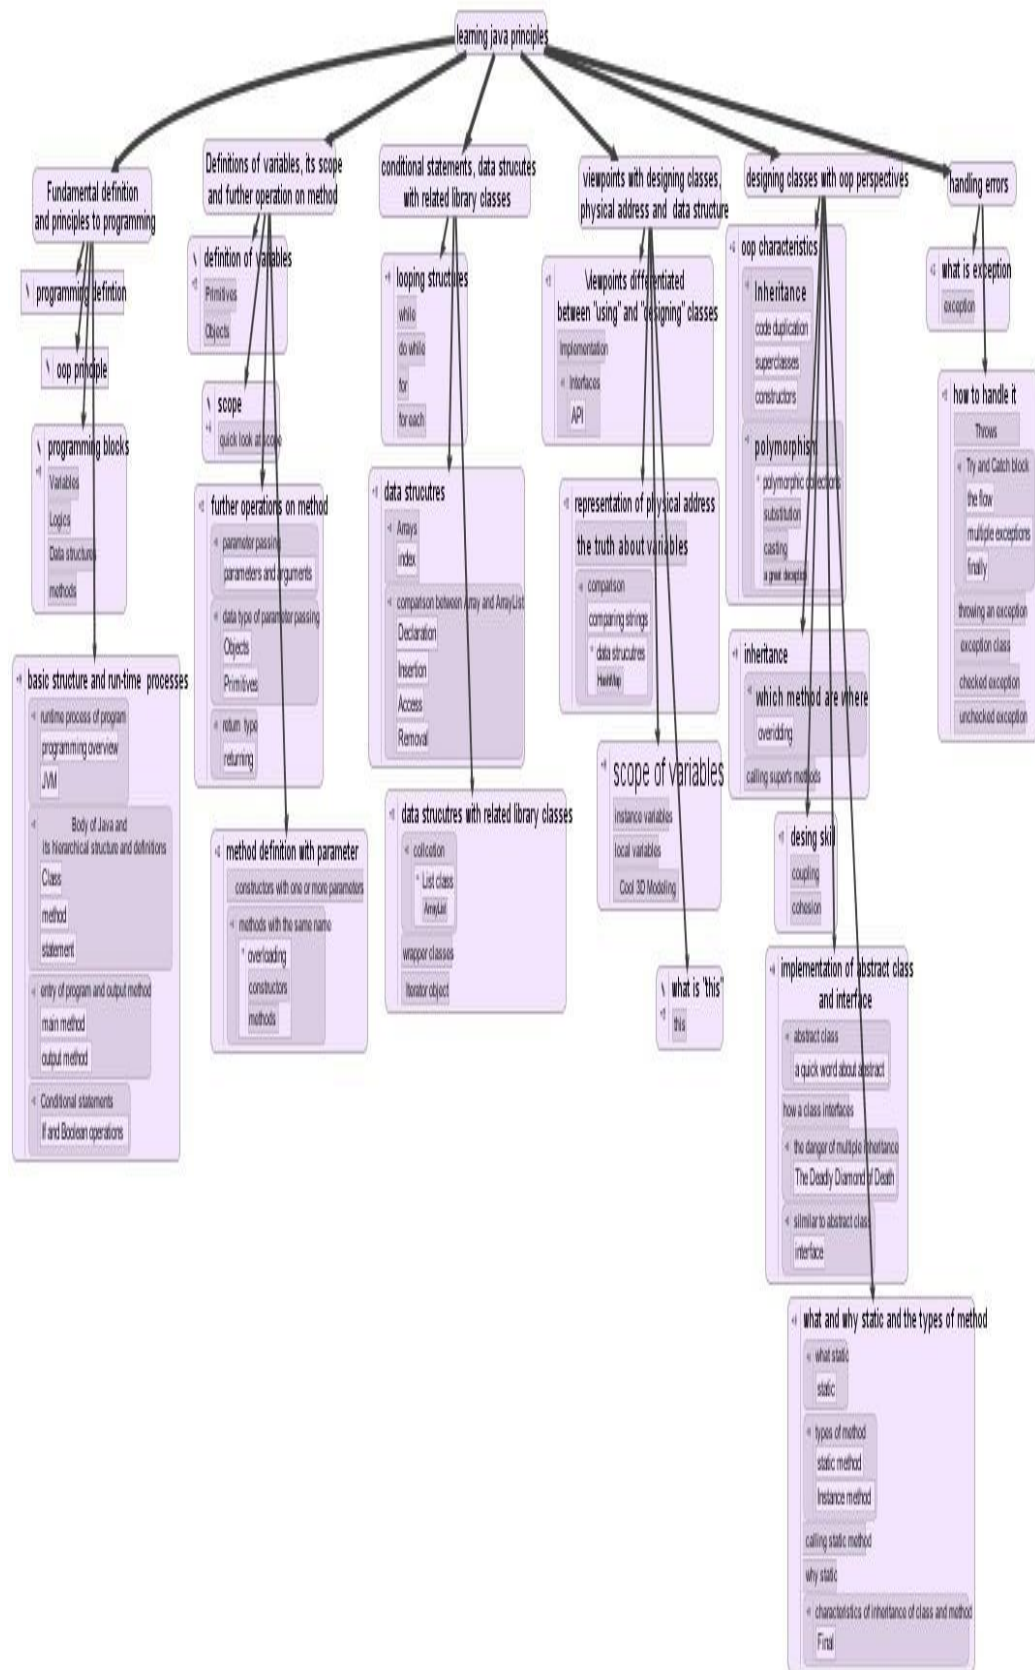 learning java principles
Fundamental definition
and priniciples to programming
programming defintion
oop principle
programming blocks
Variables
Logics
Data structures
methods
basic structure and run-time processes
runtime process of program
programming overview
JVM
Body of Java and
its hierarchical structure and definitions
Class
method
statement
entry of program and output method
main method
output method
Conditional statements
If and Boolean operations
Definitions of variables, its scope
and further operation on method
definition of variables
Primitives
Objects
scope
quick look at scope
further operations on method
parameter passing
parameters and arguments
data type of parameter passing
Objects
Primitives
return type
returning
method definition with parameter
constructors with one or more parameters
methods with the same name
overloading
constructors
methods
conditional statements, data strucutes
with related library classes
looping structures
while
do while
for
for each
data strucutres
Arrays
index
comparison between Array and ArrayList
Declaration
Insertion
Access
Removal
data strucutres with related library classes
collcetion
List class
ArrayList
wrapper classes
Iterator object
viewpoints with designing classes,
physical address and data structure
Viewpoints differentiated
between "using" and "designing" classes
Implementation
Interfaces
API
representation of physical address
the truth about variables
comparison
comparing strings
data strucutres
HashMap
scope of variables
instance variables
local variables
Cool 3D Modeling
what is "this"
this
designing classes with oop perspectives
oop characteristics
Inheritance
code duplication
superclasses
constructors
polymorphism
polymorphic collections
substitution
casting
a great deception
inheritance
which method are where
overidding
calling super's methods
desing skill
coupling
cohesion
implementation of abstract class
and interface
abstract class
a quick word about abstract
how a class interfaces
the danger of multiple inheritance
The Deadly Diamond of Death
silmilar to abstract class
interface
what and why static and the types of method
what static
static
types of method
static method
Instance method
calling static method
why static
characteristics of inheritance of class and method
Final
handling errors
what is exception
exception
how to handle it
Throws
Try and Catch block
the flow
multiple exceptions
finally
throwing an exception
exception class
checked exception
unchecked exception